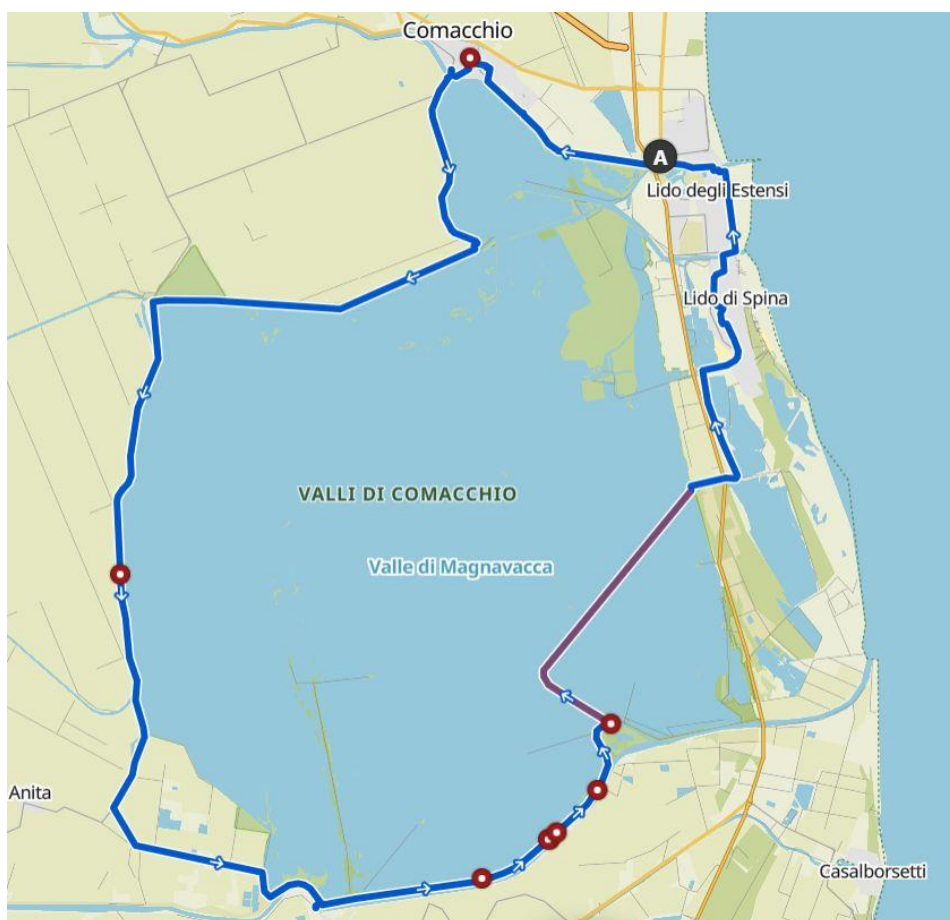 Comacchio
A
Lido degli Estensi
Lido di Spina
VALLI DI COMACCHIO
Valle di Magnavacca
Anita
Casalborsetti